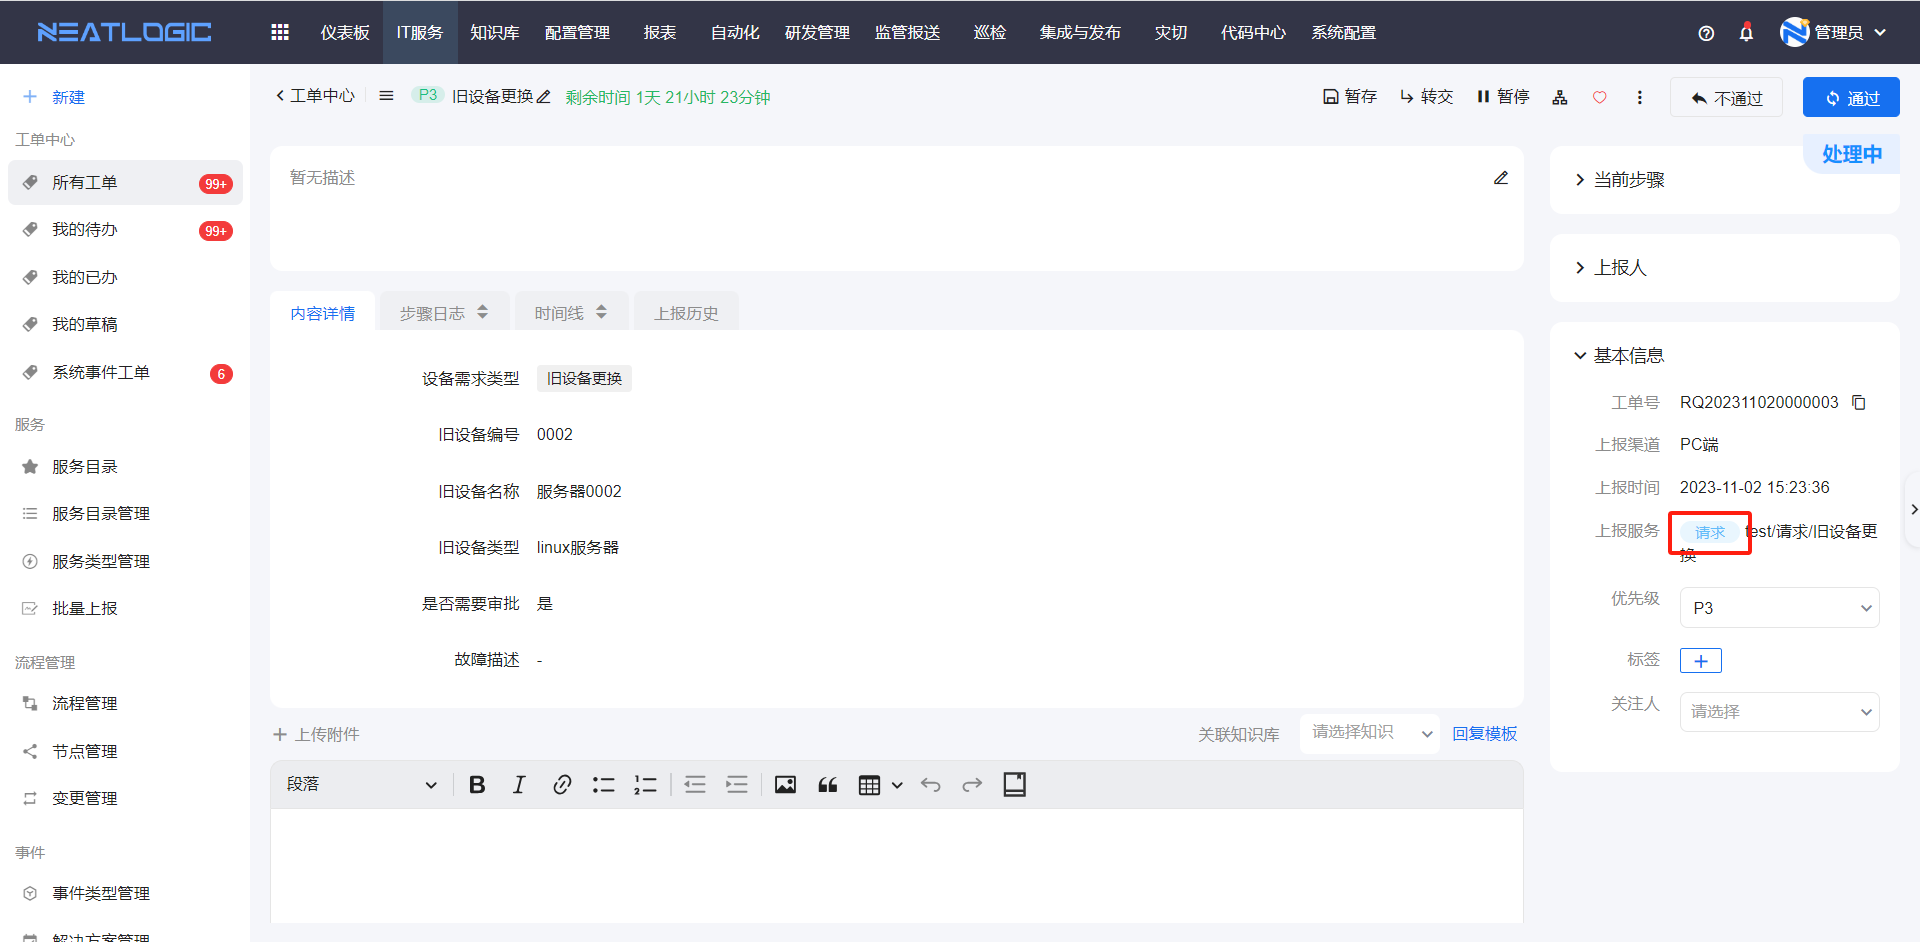 NEATLOGIC
仪表板 IT服务 知识库 配置管理 报表 自动化 研发管理 监管报送 巡检 集成与发布 灾切 代码中心 系统配置
管理员
新建
工单中心
所有工单 99+
我的待办 99+
我的已办
我的草稿
系统事件工单 6
服务
服务目录
服务目录管理
服务类型管理
批量上报
流程管理
流程管理
节点管理
变更管理
事件
事件类型管理
解决方案管理
工单中心 P3 旧设备更换 剩余时间 1天 21小时 23分钟
暂存 转交 暂停 不通过 通过
暂无描述
内容详情 步骤日志 时间线 上报历史
设备需求类型 旧设备更换
旧设备编号 0002
旧设备名称 服务器0002
旧设备类型 linux服务器
是否需要审批 是
故障描述 -
上传附件
关联知识库 请选择知识 回复模板
段落
处理中
当前步骤
上报人
基本信息
工单号 RQ202311020000003
上报渠道 PC端
上报时间 2023-11-02 15:23:36
上报服务 请求 test/请求/旧设备更
换
优先级 P3
标签
关注人 请选择